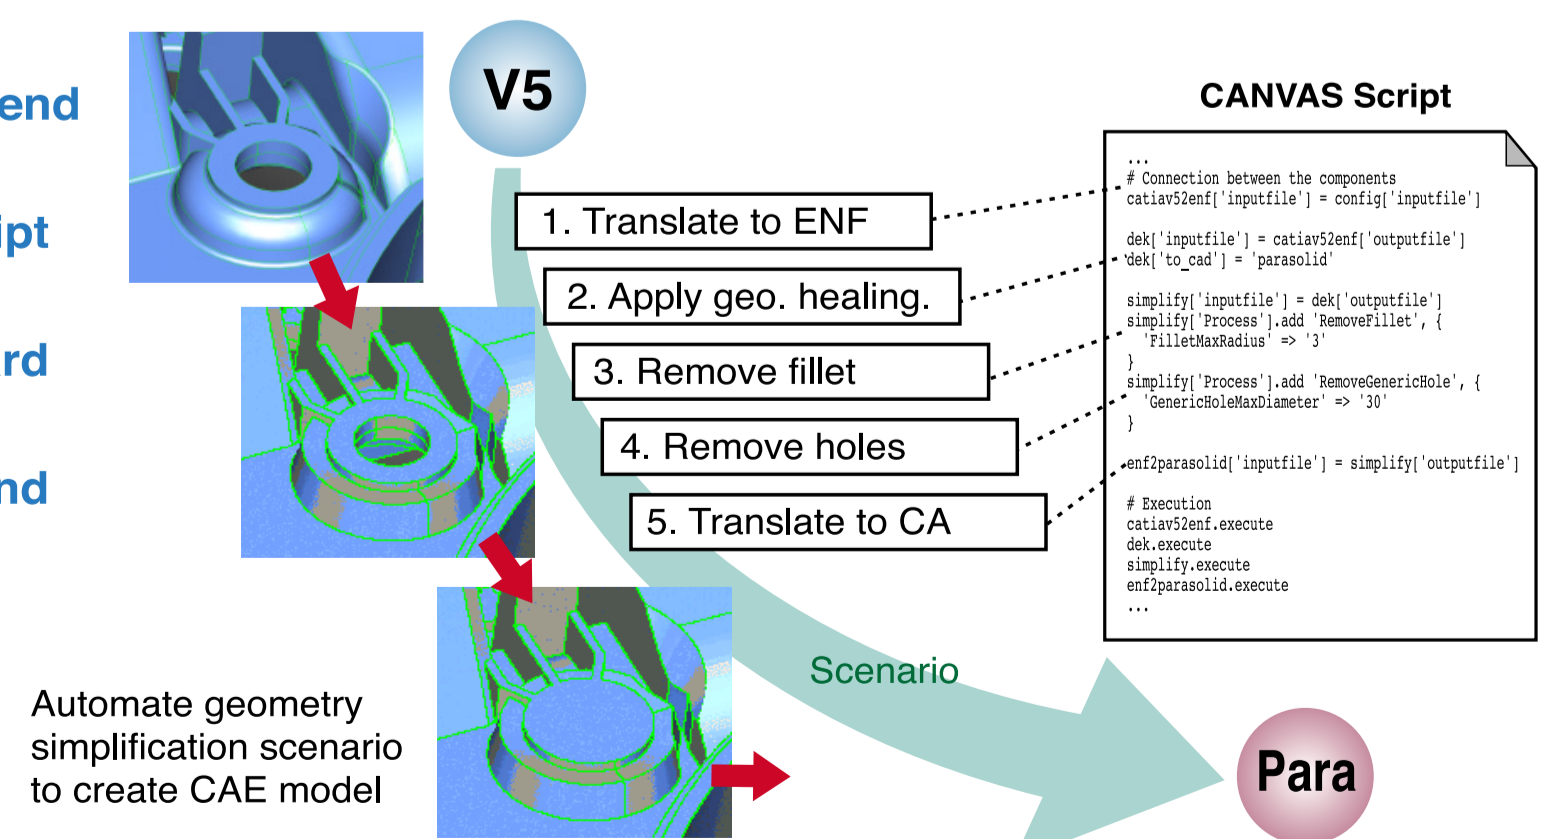 end
ipt
rd
nd
V5
1. Translate to ENF
2. Apply geo. healing.
3. Remove fillet
4. Remove holes
5. Translate to CA
Scenario
Para
Automate geometry
simplification scenario
to create CAE model
CANVAS Script
...
# Connection between the components
catiav52enf['inputfile'] = config['inputfile']
dek['inputfile'] = catiav52enf['outputfile']
dek['to_cad'] = 'parasolid'
simplify['inputfile'] = dek['outputfile']
simplify['Process'].add 'RemoveFillet', {
'FilletMaxRadius' => '3'
}
simplify['Process'].add 'RemoveGenericHole', {
'GenericHoleMaxDiameter' => '30'
}
enf2parasolid['inputfile'] = simplify['outputfile']
# Execution
catiav52enf.execute
dek.execute
simplify.execute
enf2parasolid.execute
...